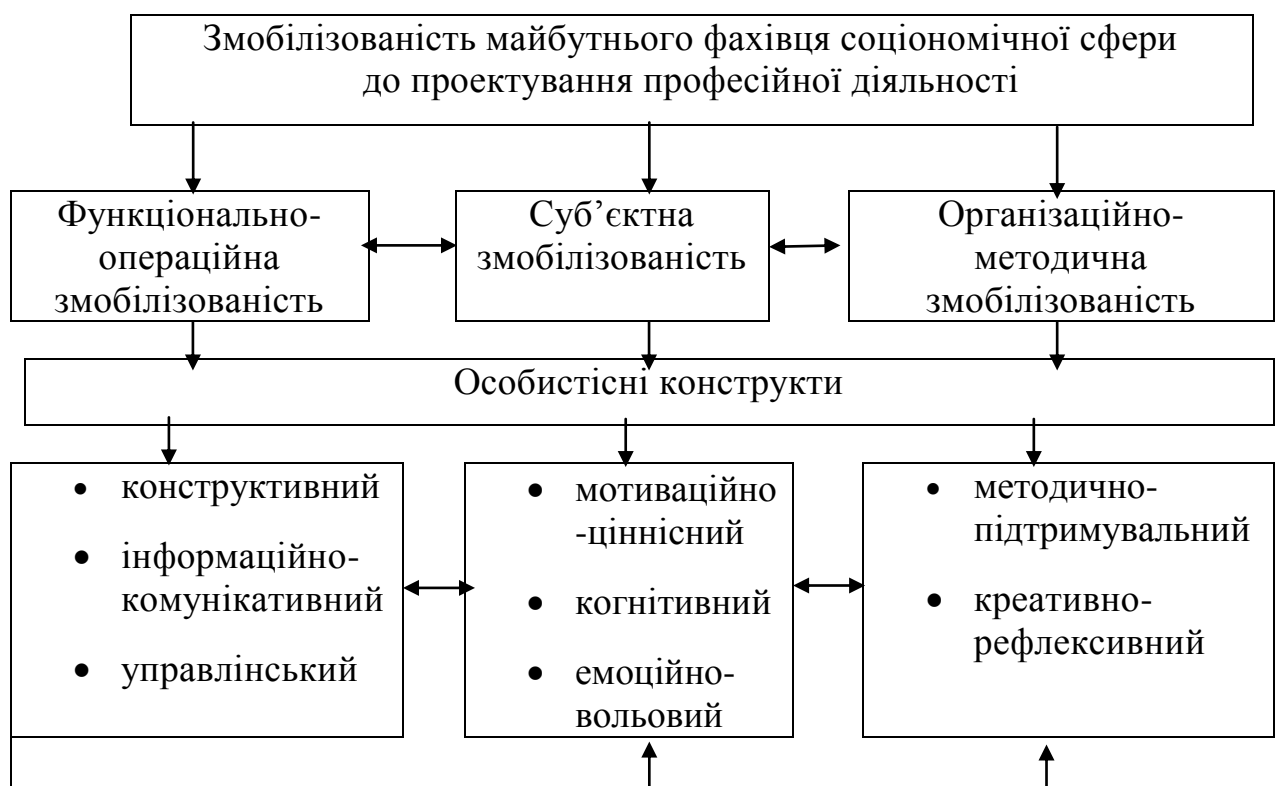 Змобілізованість майбутнього фахівця соціономічної сфери
до проектування професійної діяльності
Функціонально-
операційна
змобілізованість
Суб’єктна
змобілізованість
Організаційно-
методична
змобілізованість
Особистісні конструкти
• конструктивний
• інформаційно-
комунікативний
• управлінський
• мотиваційно
-ціннісний
• когнітивний
• емоційно-
вольовий
• методично-
підтримувальний
• креативно-
рефлексивний